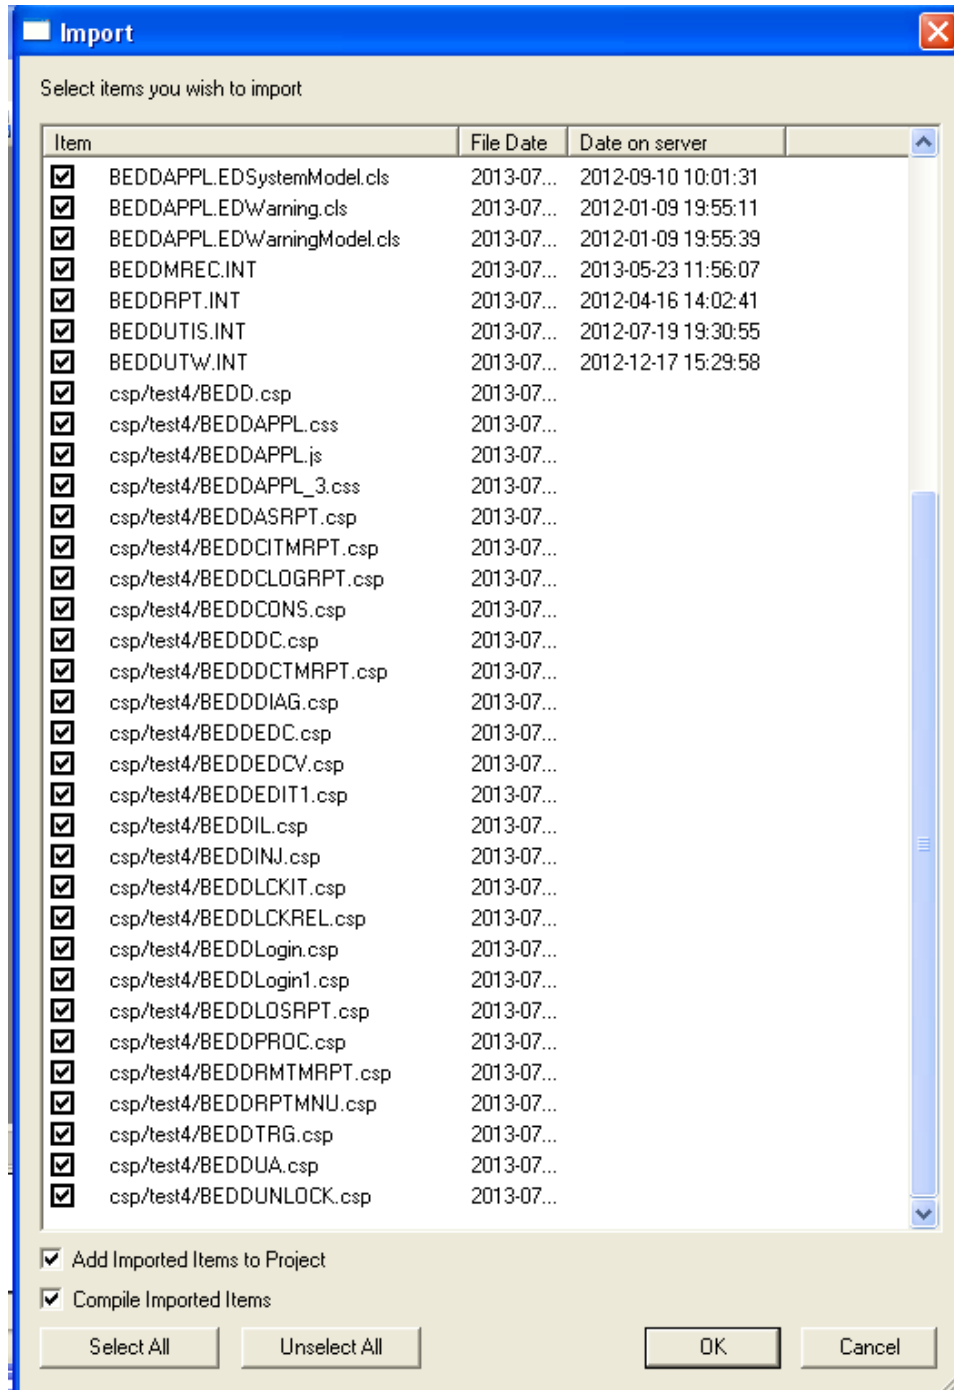 Import
Select items you wish to import
Item File Date Date on server
BEDDAPPL.EDSystemModel.cls 2013-07... 2012-09-10 10:01:31
BEDDAPPL.EDWarning.cls 2013-07... 2012-01-09 19:55:11
BEDDAPPL.EDWarningModel.cls 2013-07... 2012-01-09 19:55:39
BEDDMREC.INT 2013-07... 2013-05-23 11:56:07
BEDDRPT.INT 2013-07... 2012-04-16 14:02:41
BEDDUTIS.INT 2013-07... 2012-07-19 19:30:55
BEDDUTW.INT 2013-07... 2012-12-17 15:29:58
csp/test4/BEDD.csp 2013-07...
csp/test4/BEDDAPPL.css 2013-07...
csp/test4/BEDDAPPL.js 2013-07...
csp/test4/BEDDAPPL_3.css 2013-07...
csp/test4/BEDDASRPT.csp 2013-07...
csp/test4/BEDDCITMRPT.csp 2013-07...
csp/test4/BEDDCLOGRPT.csp 2013-07...
csp/test4/BEDDCONS.csp 2013-07...
csp/test4/BEDDDC.csp 2013-07...
csp/test4/BEDDDCTMRPT.csp 2013-07...
csp/test4/BEDDDIAG.csp 2013-07...
csp/test4/BEDDEDC.csp 2013-07...
csp/test4/BEDDEDCV.csp 2013-07...
csp/test4/BEDDEDIT1.csp 2013-07...
csp/test4/BEDDIL.csp 2013-07...
csp/test4/BEDDINJ.csp 2013-07...
csp/test4/BEDDLCKIT.csp 2013-07...
csp/test4/BEDDLCKREL.csp 2013-07...
csp/test4/BEDDLogin.csp 2013-07...
csp/test4/BEDDLogin1.csp 2013-07...
csp/test4/BEDDLOSRPT.csp 2013-07...
csp/test4/BEDDPROC.csp 2013-07...
csp/test4/BEDDRMTMRPT.csp 2013-07...
csp/test4/BEDDRPTMNU.csp 2013-07...
csp/test4/BEDDTRG.csp 2013-07...
csp/test4/BEDDUA.csp 2013-07...
csp/test4/BEDDUNLOCK.csp 2013-07...
Add Imported Items to Project
Compile Imported Items
Select All Unselect All OK Cancel